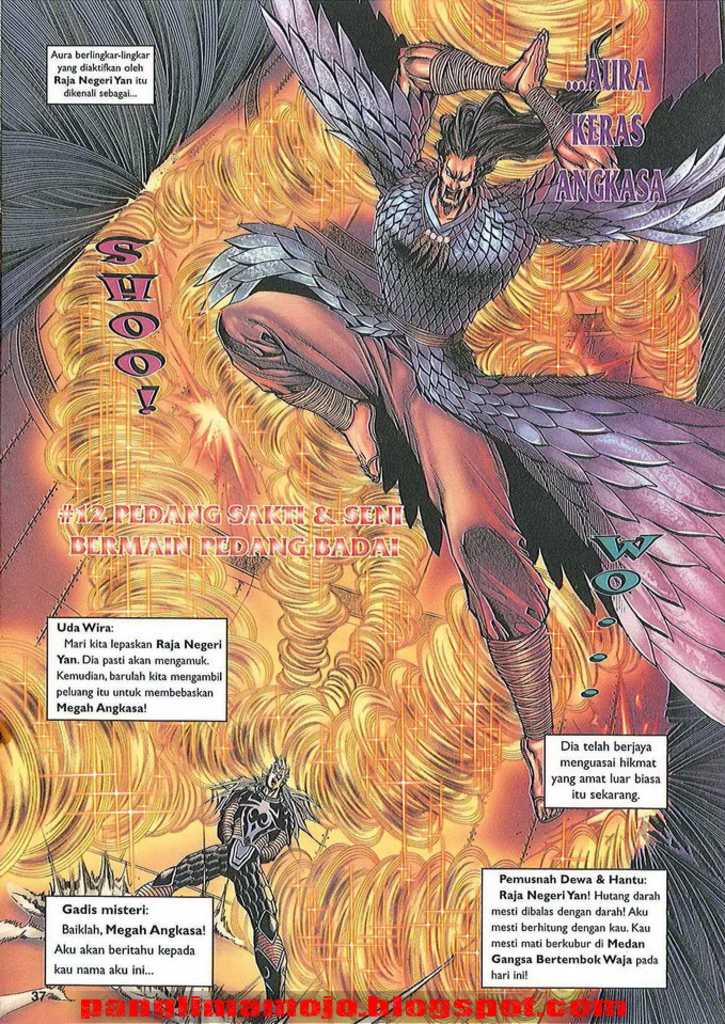 Aura berlingkar-lingkar
yang diaktifkan oleh
Raja Negeri Yan itu
dikenali sebagai...
...AURA
KERAS
ANGKASA
SHOO!
#12 PEDANG SAKTI & SENI
BERMAIN PEDANG BADAI
WO...
Uda Wira:
Mari kita lepaskan Raja Negeri
Yan. Dia pasti akan mengamuk.
Kemudian, barulah kita mengambil
peluang itu untuk membebaskan
Megah Angkasa!
Dia telah berjaya
menguasai hikmat
yang amat luar biasa
itu sekarang.
Pemusnah Dewa & Hantu:
Raja Negeri Yan! Hutang darah
mesti dibalas dengan darah! Aku
mesti berhitung dengan kau. Kau
mesti mati berkubur di Medan
Gangsa Bertembok Waja pada
hari ini!
Gadis misteri:
Baiklah, Megah Angkasa!
Aku akan beritahu kepada
kau nama aku ini...
37
panglimamojo.blogspot.com